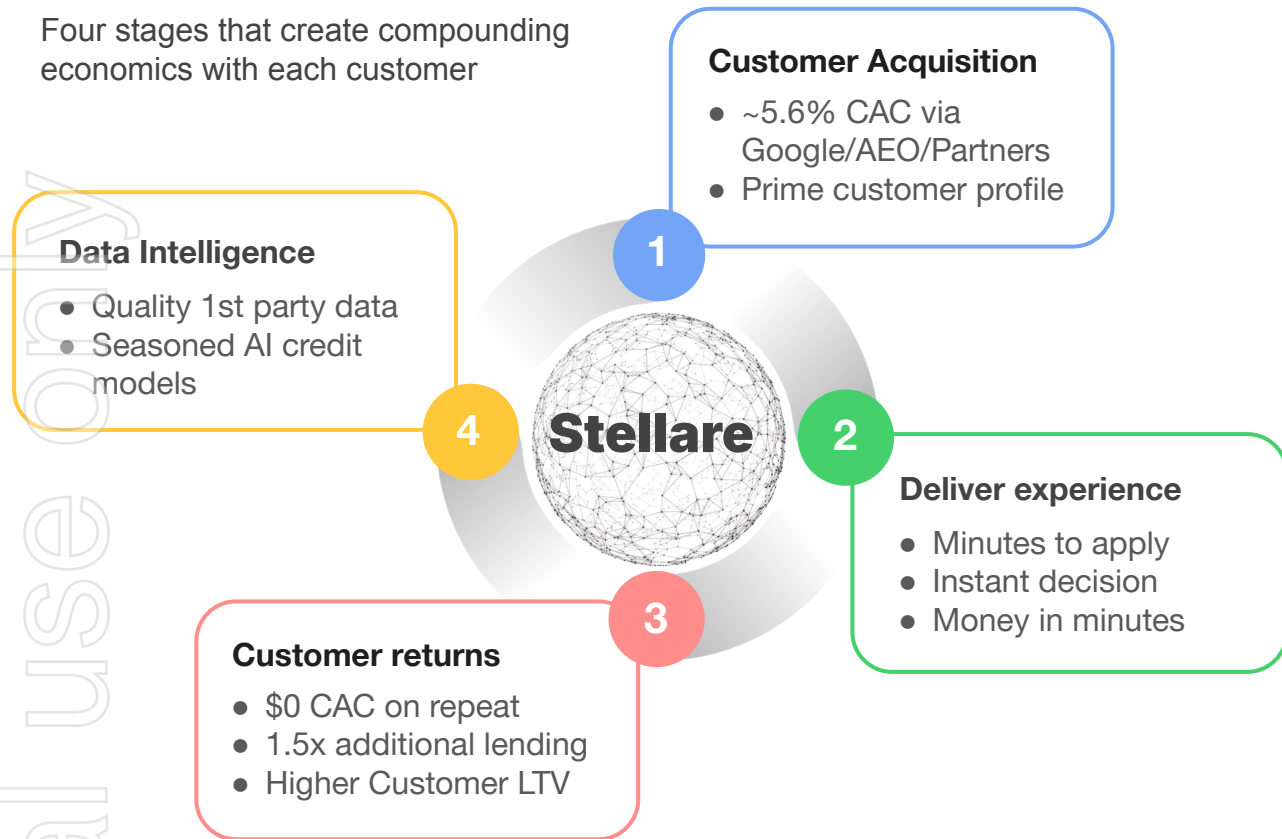 Four stages that create compounding
economics with each customer
1
Customer Acquisition
● ~5.6% CAC via
Google/AEO/Partners
● Prime customer profile
2
Deliver experience
● Minutes to apply
● Instant decision
● Money in minutes
3
Customer returns
● $0 CAC on repeat
● 1.5x additional lending
● Higher Customer LTV
4
Data Intelligence
● Quality 1st party data
● Seasoned AI credit
models
Stellare
use only